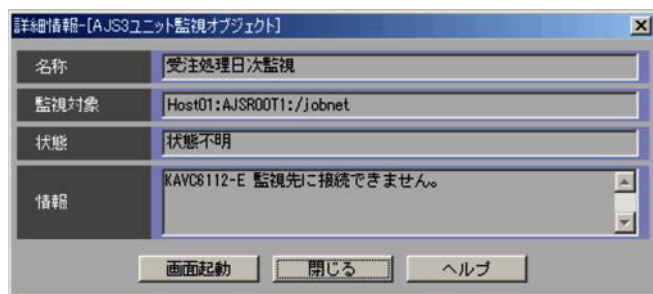 詳細情報-[AJS3ユニット監視オブジェクト]
名称 受注処理日次監視
監視対象 Host01:AJSROOT1:/jobnet
状態 状態不明
情報 KAVC6112-E 監視先に接続できません。
画面起動 閉じる ヘルプ